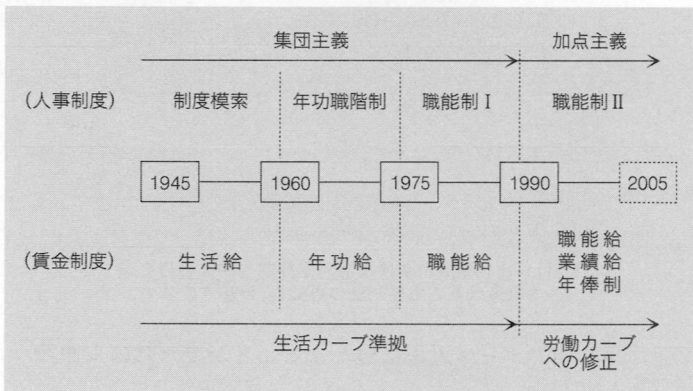 集団主義 加点主義
(人事制度) 制度模索 年功職階制 職能制Ⅰ 職能制Ⅱ
1945 1960 1975 1990 2005
(賃金制度) 生活給 年功給 職能給 職能給
業績給
年俸制
生活カーブ準拠 労働カーブ
への修正